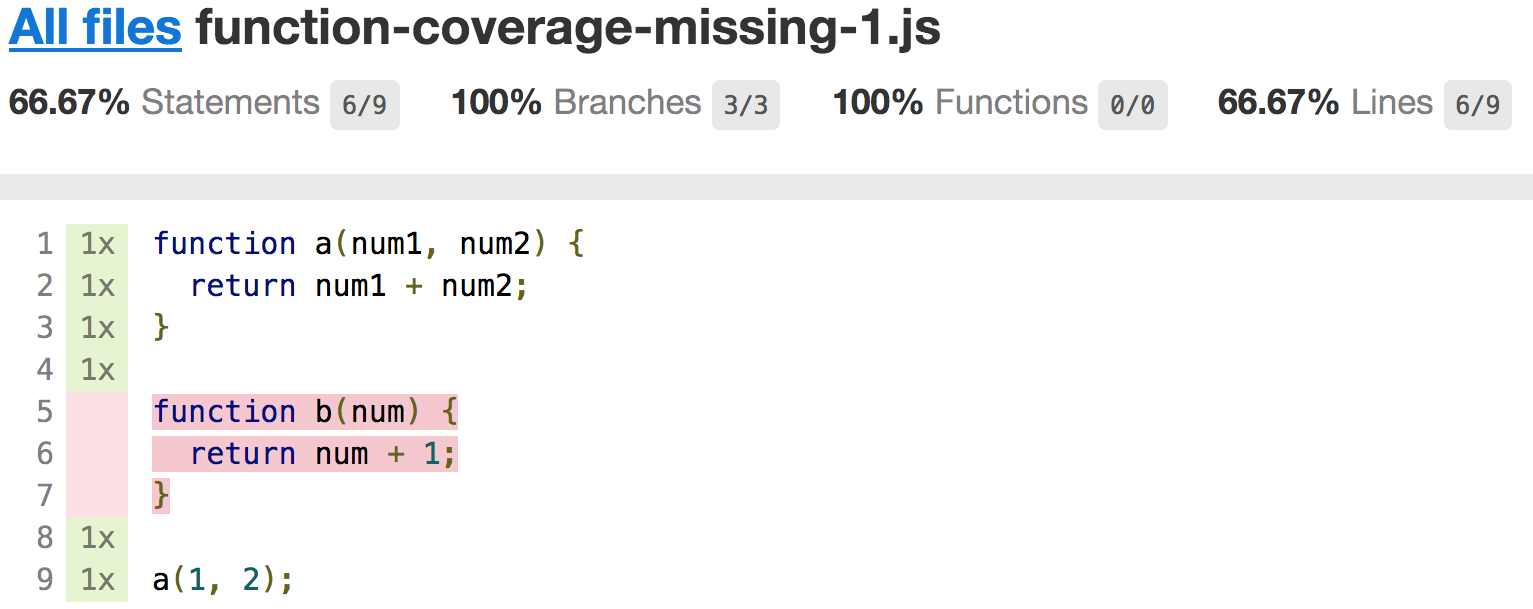 All files function-coverage-missing-1.js
66.67% Statements 6/9 100% Branches 3/3 100% Functions 0/0 66.67% Lines 6/9
1 1x function a(num1, num2) {
2 1x   return num1 + num2;
3 1x }
4 1x
5 function b(num) {
6   return num + 1;
7 }
8 1x
9 1x a(1, 2);